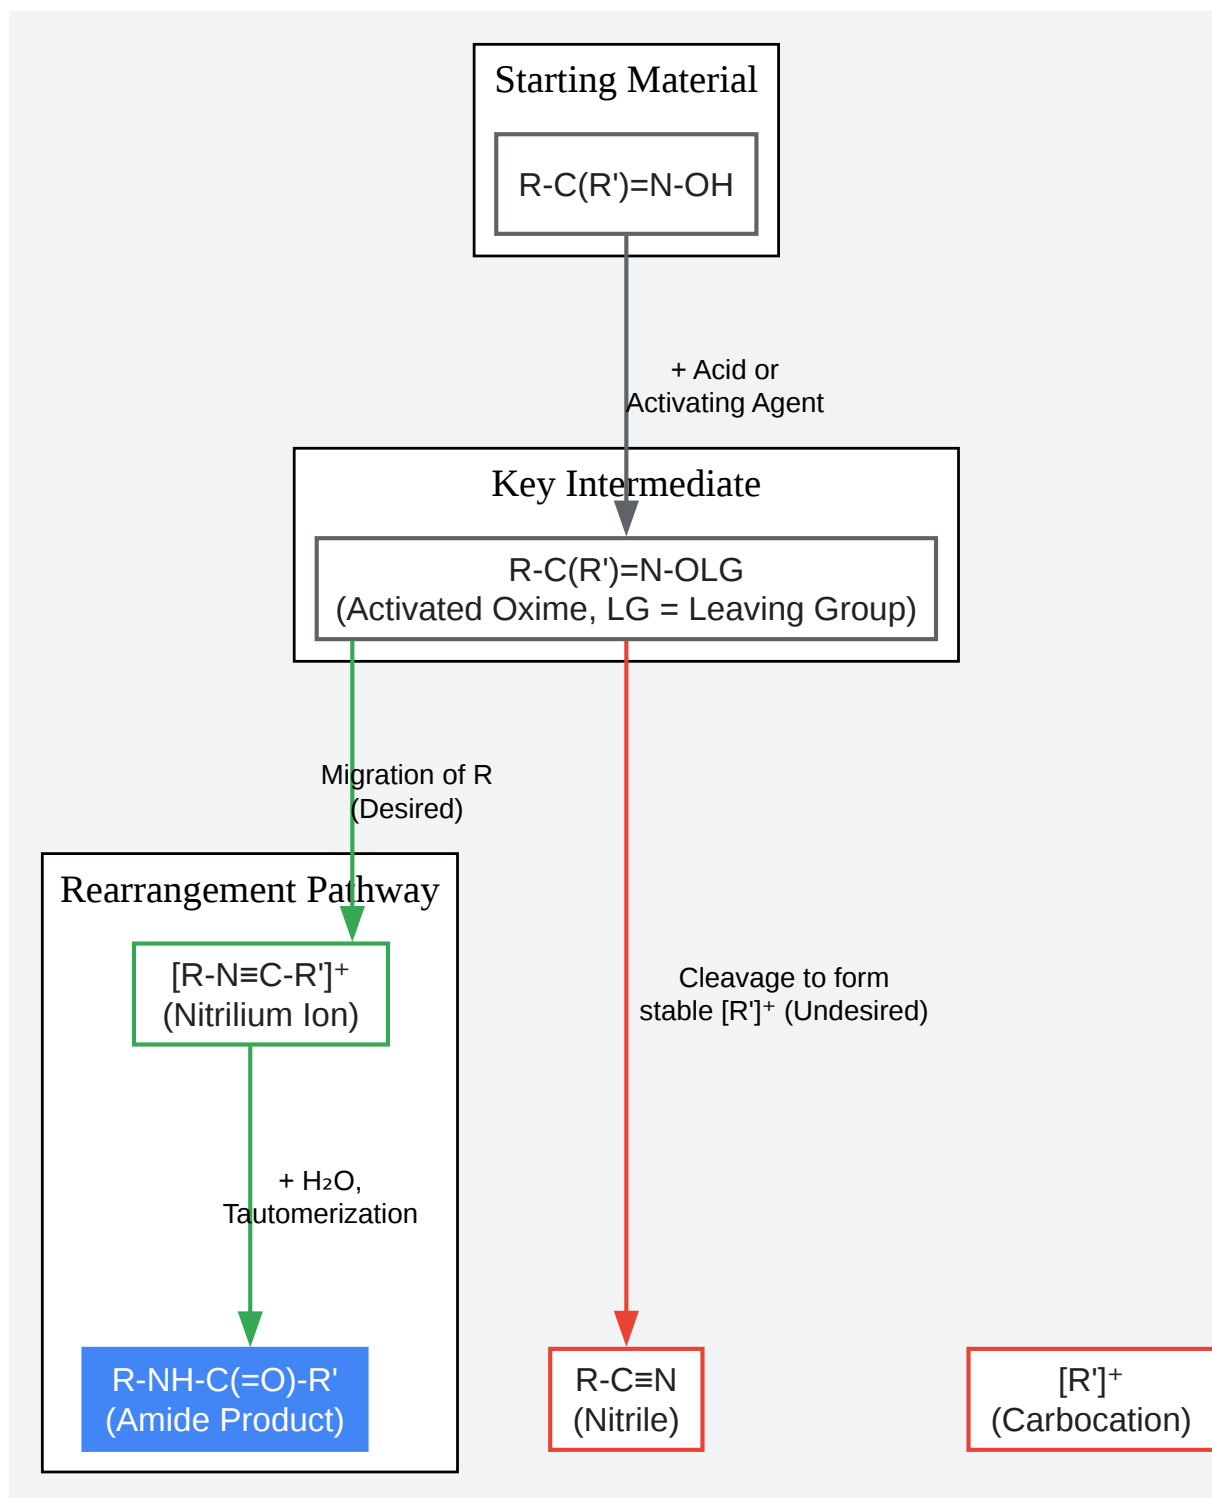 Starting Material
R-C(R')=N-OH
+ Acid or
Activating Agent
Key Intermediate
R-C(R')=N-OLG
(Activated Oxime, LG = Leaving Group)
Migration of R
(Desired)
Rearrangement Pathway
[R-N≡C-R']⁺
(Nitrilium Ion)
Cleavage to form
stable [R']⁺ (Undesired)
+ H₂O,
Tautomerization
R-NH-C(=O)-R'
(Amide Product)
R-C≡N
(Nitrile)
[R']⁺
(Carbocation)